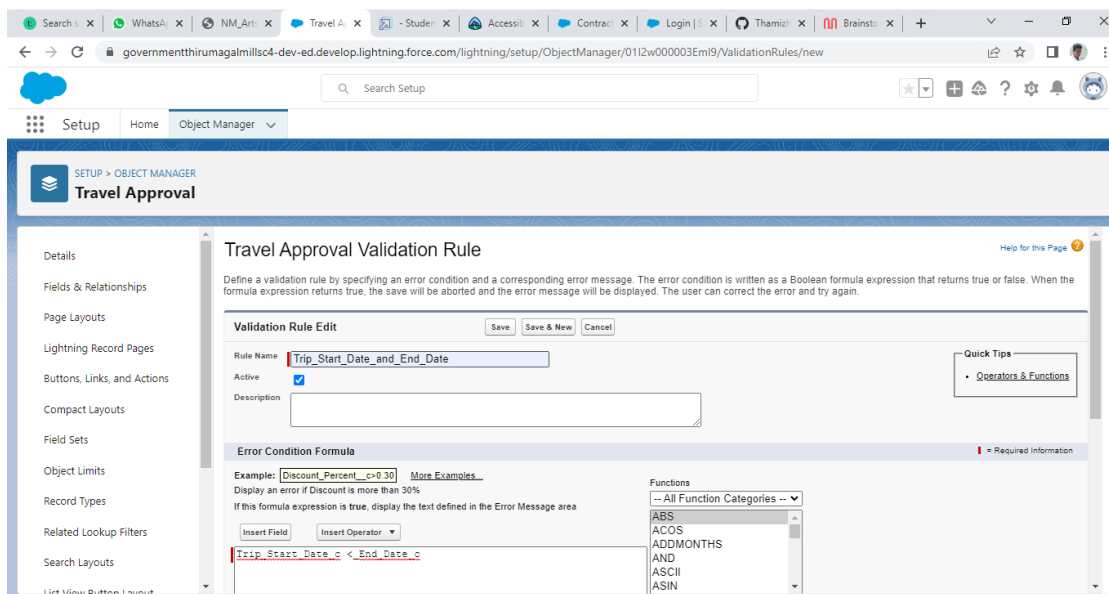 Search s
WhatsA
NM_Arts
Travel A
- Studen
Accessib
Contract
Login | S
Thamizh
Brainsto
governmentthirumagalmillsc4-dev-ed.develop.lightning.force.com/lightning/setup/ObjectManager/01I2w000003EmI9/ValidationRules/new
Search Setup
Setup Home Object Manager
SETUP > OBJECT MANAGER
Travel Approval
Details
Fields & Relationships
Page Layouts
Lightning Record Pages
Buttons, Links, and Actions
Compact Layouts
Field Sets
Object Limits
Record Types
Related Lookup Filters
Search Layouts
List View Button Layout
Travel Approval Validation Rule
Help for this Page
Define a validation rule by specifying an error condition and a corresponding error message. The error condition is written as a Boolean formula expression that returns true or false. When the
formula expression returns true, the save will be aborted and the error message will be displayed. The user can correct the error and try again.
Validation Rule Edit Save Save & New Cancel
Rule Name Trip_Start_Date_and_End_Date
Active
Description
Quick Tips
• Operators & Functions
Error Condition Formula
= Required Information
Example: Discount_Percent__c>0.30 More Examples...
Display an error if Discount is more than 30%
If this formula expression is true, display the text defined in the Error Message area
Insert Field Insert Operator ▼
Trip_Start_Date_c <_End_Date_c
Functions
-- All Function Categories --
ABS
ACOS
ADDMONTHS
AND
ASCII
ASIN